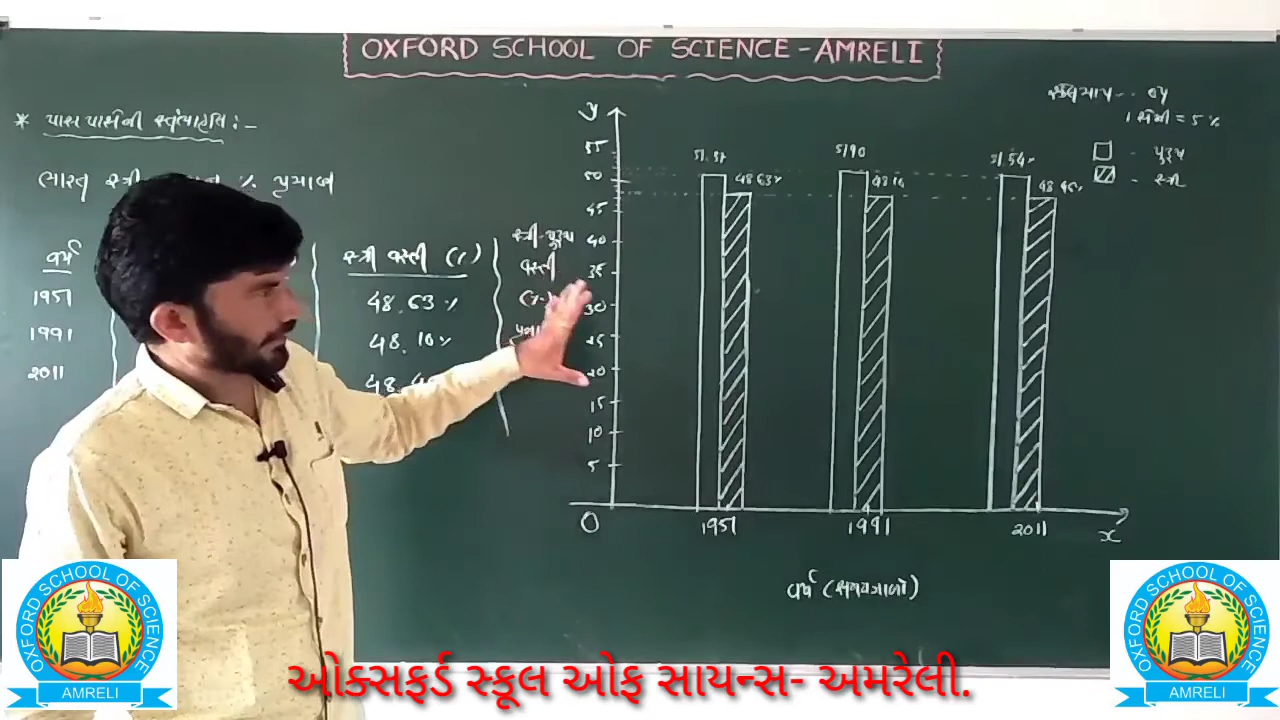 OXFORD SCHOOL OF SCIENCE - AMRELI
* પાસ પાસેની સ્તંભાકૃતિ :-
ભારત સ્ત્રી % પ્રમાણ
વર્ષ
1951
1991
2011
સ્ત્રી વસ્તી (%)
48.63 %
48.10 %
48.46
સ્ત્રી-પુરુષ
વસ્તી
(%)
y
55
50
45
40
35
30
25
20
15
10
5
0
51.37
48.63%
51.90
48.10
51.54%
48.46%
1951
1991
2011
x
વર્ષ (સમયગાળો)
સ્કેલમાપ :- oy
1 સેમી = 5 %
- પુરુષ
- સ્ત્રી
OXFORD SCHOOL OF SCIENCE
AMRELI
ઓક્સફર્ડ સ્કૂલ ઓફ સાયન્સ- અમરેલી.
OXFORD SCHOOL OF SCIENCE
AMRELI